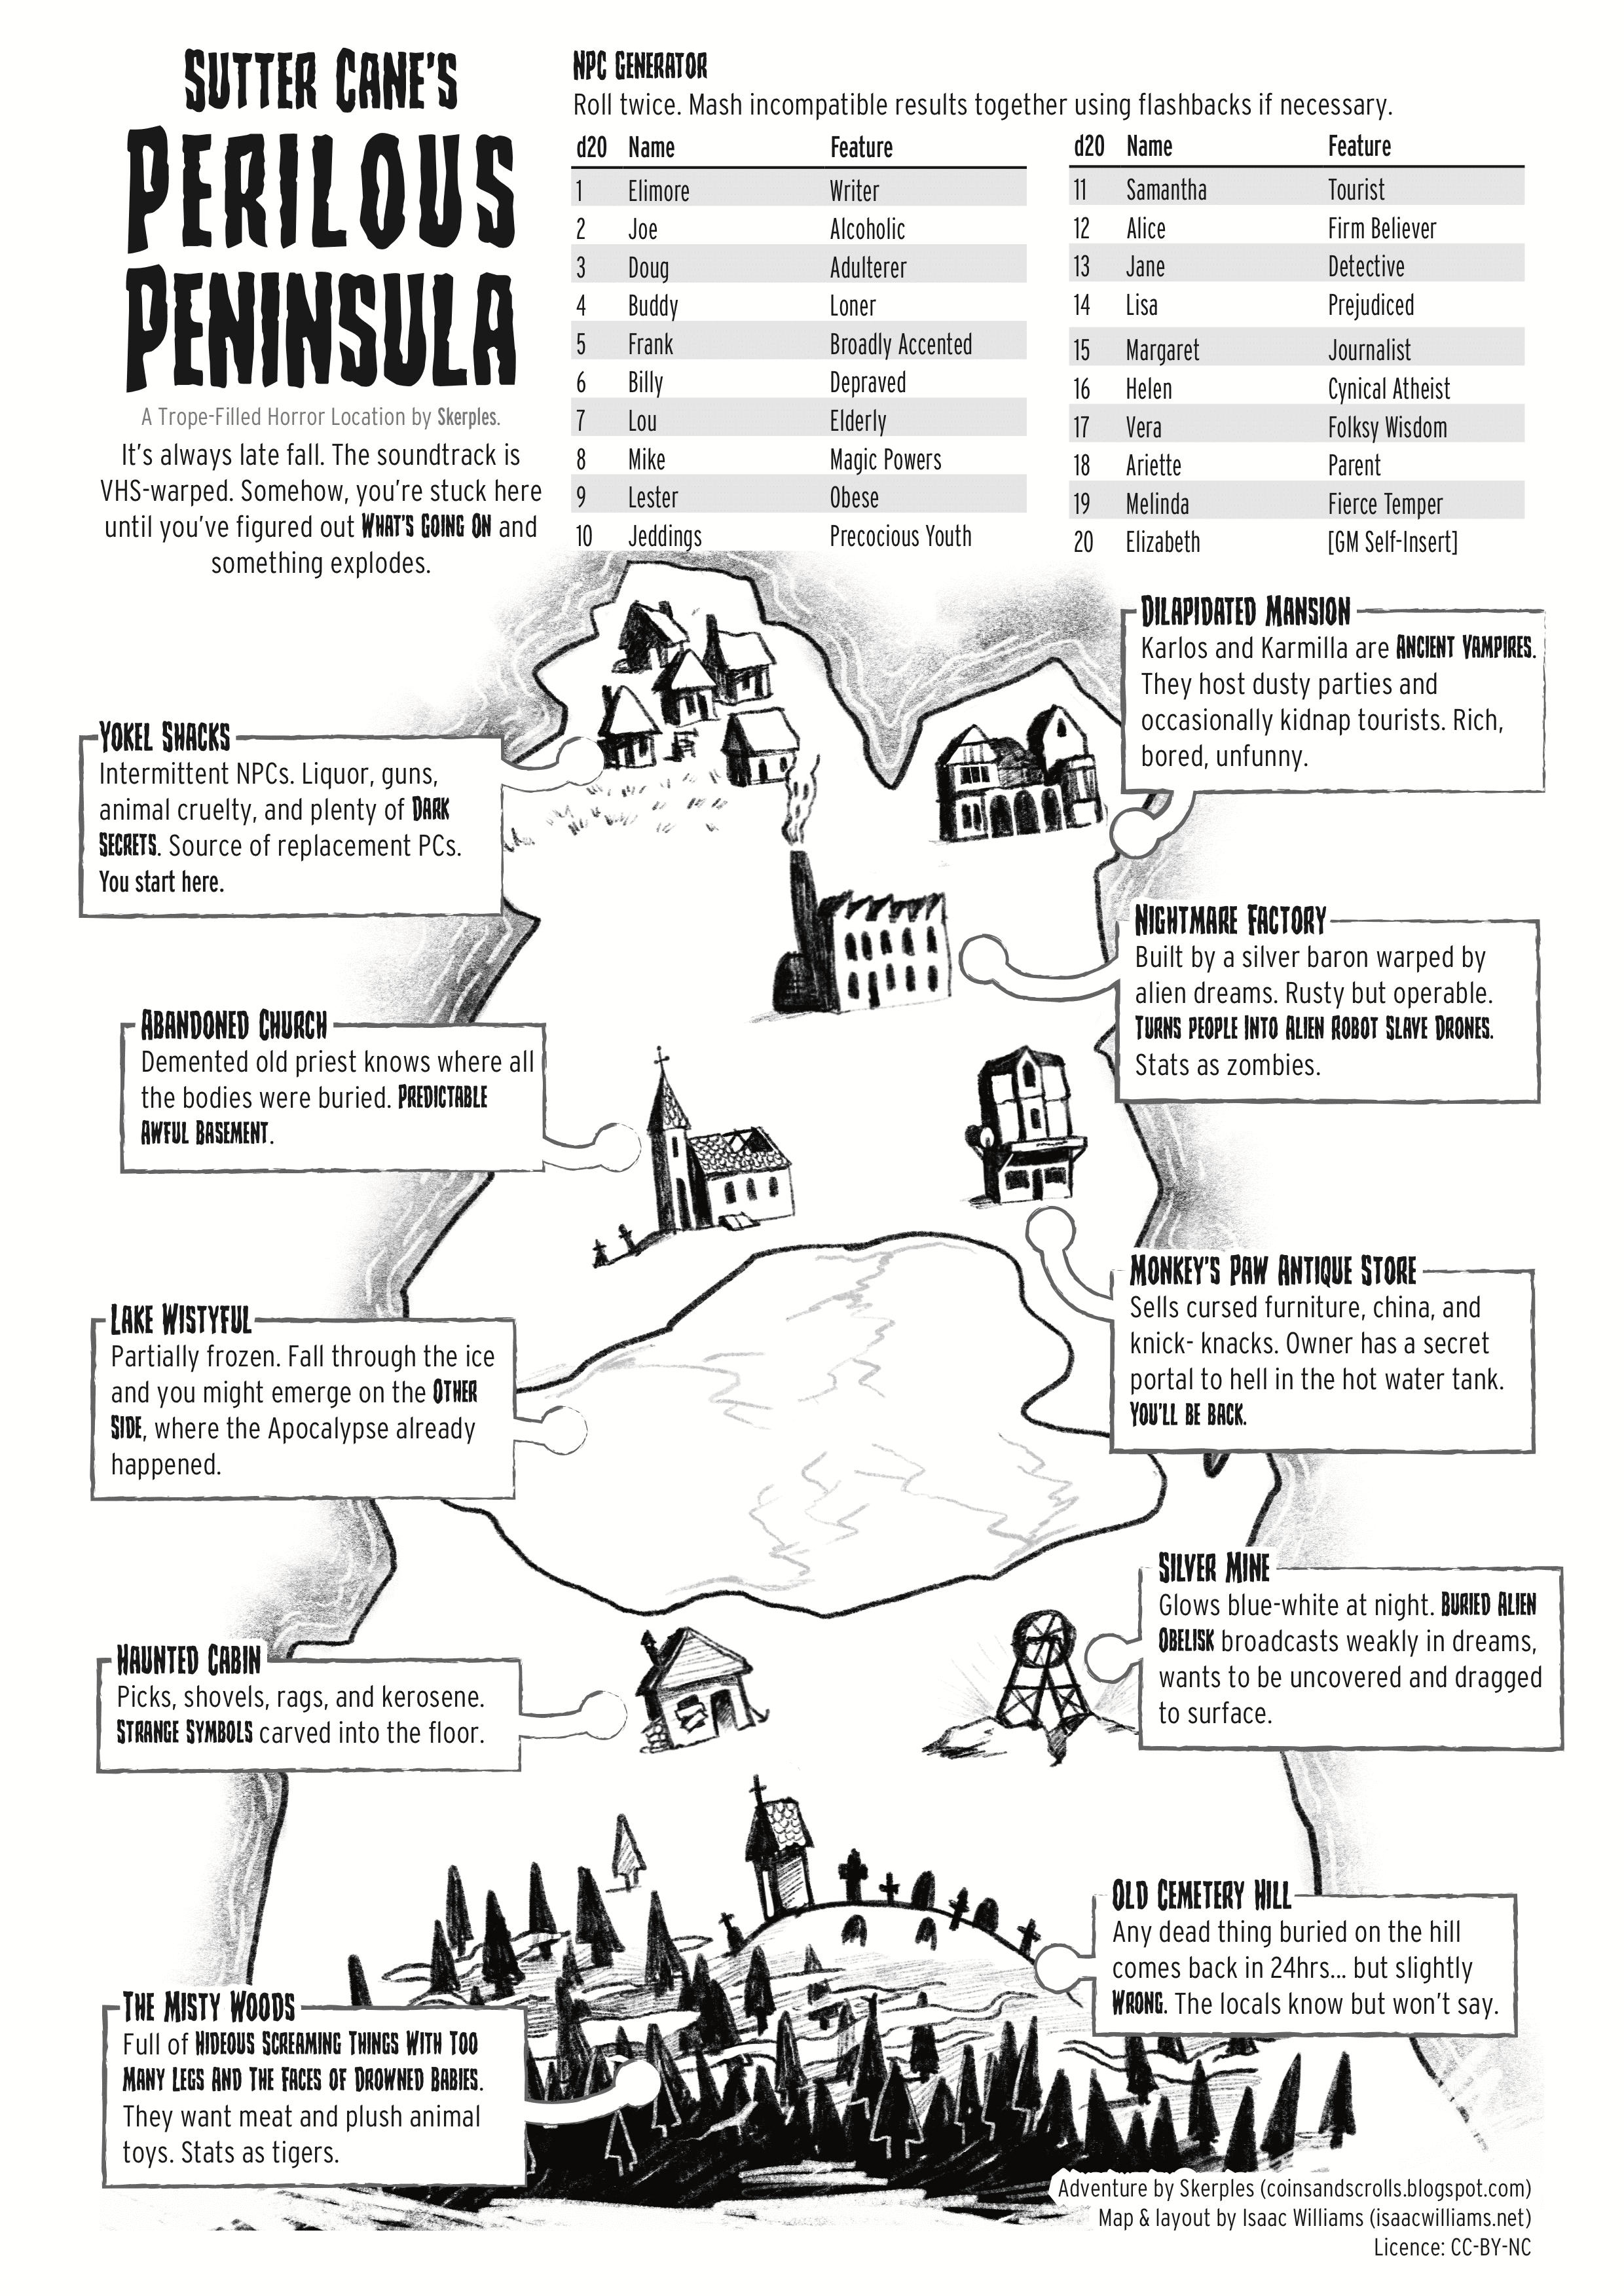 SUTTER CANE'S
PERILOUS
PENINSULA
A Trope-Filled Horror Location by Skerples.
It's always late fall. The soundtrack is
VHS-warped. Somehow, you're stuck here
until you've figured out WHAT'S GOING ON and
something explodes.
NPC GENERATOR
Roll twice. Mash incompatible results together using flashbacks if necessary.
d20 Name Feature
1 Elimore Writer
2 Joe Alcoholic
3 Doug Adulterer
4 Buddy Loner
5 Frank Broadly Accented
6 Billy Depraved
7 Lou Elderly
8 Mike Magic Powers
9 Lester Obese
10 Jeddings Precocious Youth
d20 Name Feature
11 Samantha Tourist
12 Alice Firm Believer
13 Jane Detective
14 Lisa Prejudiced
15 Margaret Journalist
16 Helen Cynical Atheist
17 Vera Folksy Wisdom
18 Ariette Parent
19 Melinda Fierce Temper
20 Elizabeth [GM Self-Insert]
DILAPIDATED MANSION
Karlos and Karmilla are ANCIENT VAMPIRES.
They host dusty parties and
occasionally kidnap tourists. Rich,
bored, unfunny.
YOKEL SHACKS
Intermittent NPCs. Liquor, guns,
animal cruelty, and plenty of DARK
SECRETS. Source of replacement PCs.
You start here.
NIGHTMARE FACTORY
Built by a silver baron warped by
alien dreams. Rusty but operable.
TURNS PEOPLE INTO ALIEN ROBOT SLAVE DRONES.
Stats as zombies.
ABANDONED CHURCH
Demented old priest knows where all
the bodies were buried. PREDICTABLE
AWFUL BASEMENT.
MONKEY'S PAW ANTIQUE STORE
Sells cursed furniture, china, and
knick- knacks. Owner has a secret
portal to hell in the hot water tank.
YOU'LL BE BACK.
LAKE WISTYFUL
Partially frozen. Fall through the ice
and you might emerge on the OTHER
SIDE, where the Apocalypse already
happened.
SILVER MINE
Glows blue-white at night. BURIED ALIEN
OBELISK broadcasts weakly in dreams,
wants to be uncovered and dragged
to surface.
HAUNTED CABIN
Picks, shovels, rags, and kerosene.
STRANGE SYMBOLS carved into the floor.
OLD CEMETERY HILL
Any dead thing buried on the hill
comes back in 24hrs... but slightly
WRONG. The locals know but won't say.
THE MISTY WOODS
Full of HIDEOUS SCREAMING THINGS WITH TOO
MANY LEGS AND THE FACES OF DROWNED BABIES.
They want meat and plush animal
toys. Stats as tigers.
Adventure by Skerples (coinsandscrolls.blogspot.com)
Map & layout by Isaac Williams (isaacwilliams.net)
Licence: CC-BY-NC